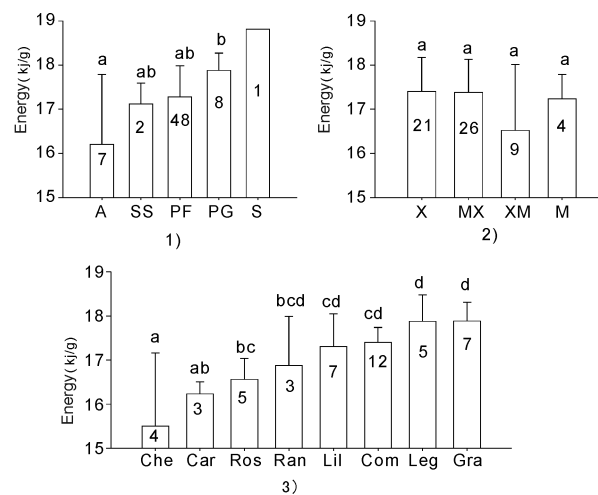 19
18
17
16
15
Energy( kj/g)
a
ab
ab
b
7
2
48
8
1
A SS PF PG S
1)
19
18
17
16
15
Energy( kj/g)
a a a a
21
26
9
4
X MX XM M
2)
19
18
17
16
15
Energy( kj/g)
a
ab
bc
bcd
cd
cd
d
d
4
3
5
3
7
12
5
7
Che Car Ros Ran Lil Com Leg Gra
3)